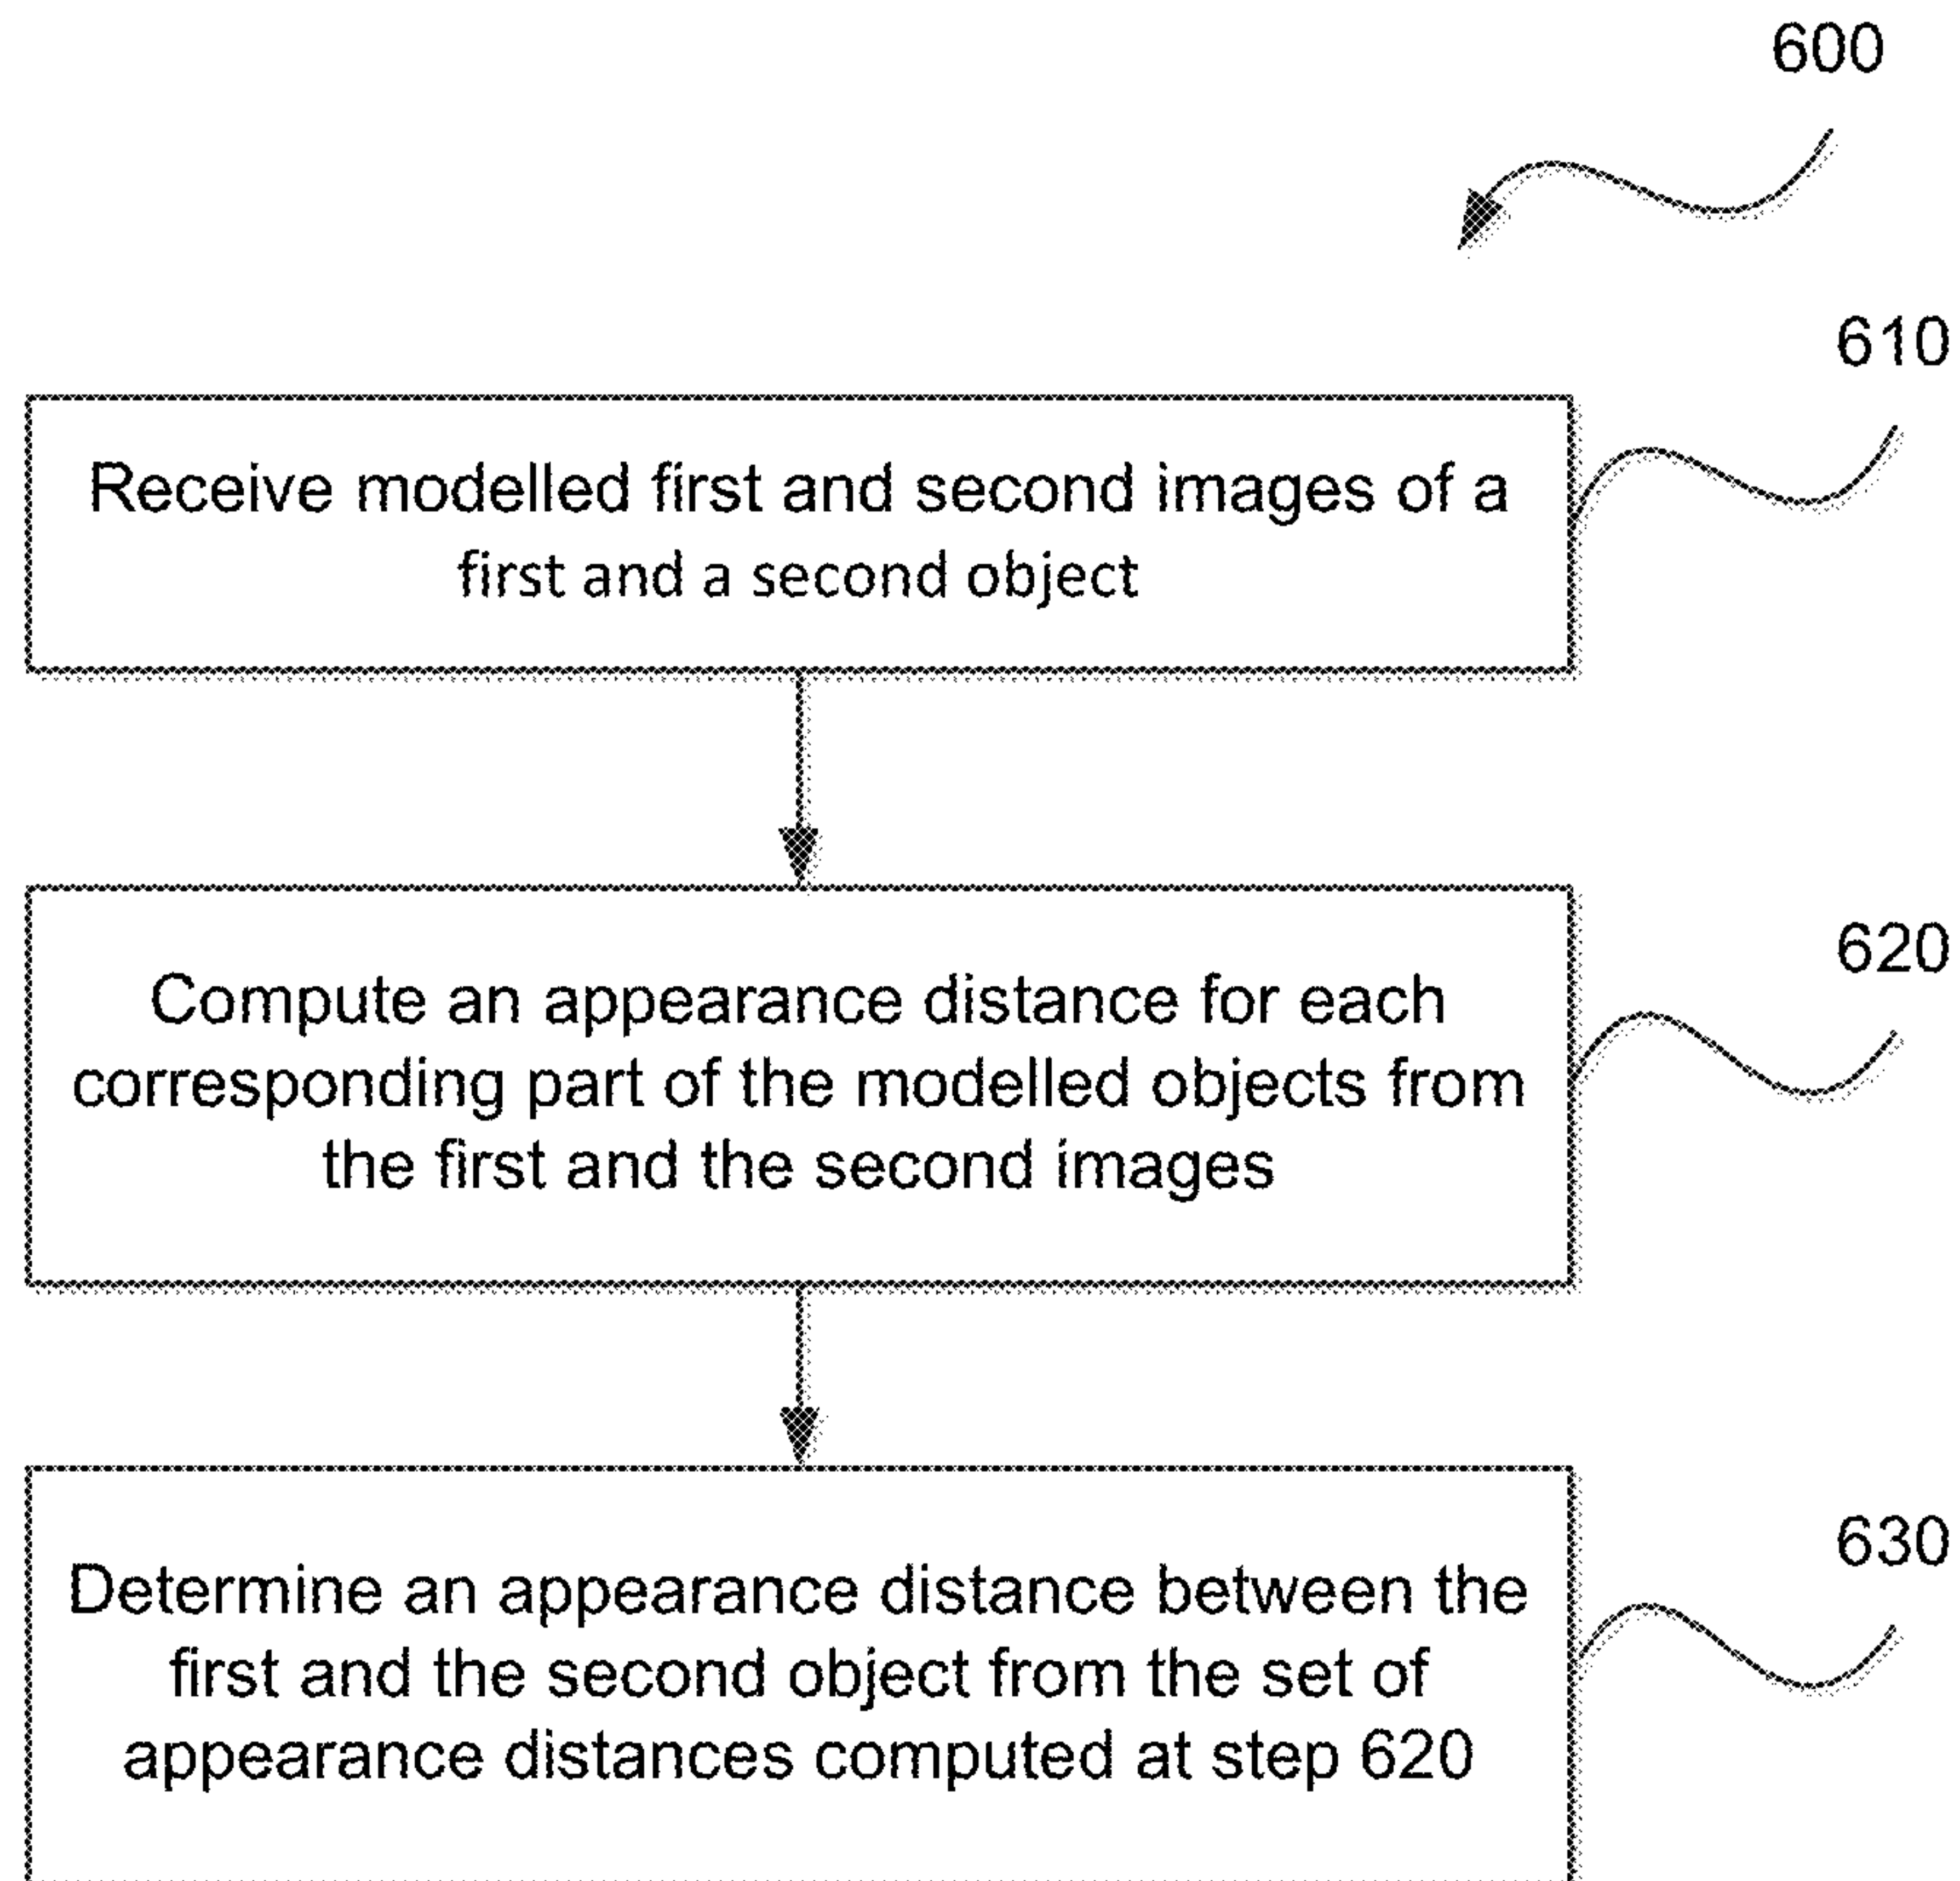 600
610
Receive modelled first and second images of a
first and a second object
620
Compute an appearance distance for each
corresponding part of the modelled objects from
the first and the second images
630
Determine an appearance distance between the
first and the second object from the set of
appearance distances computed at step 620